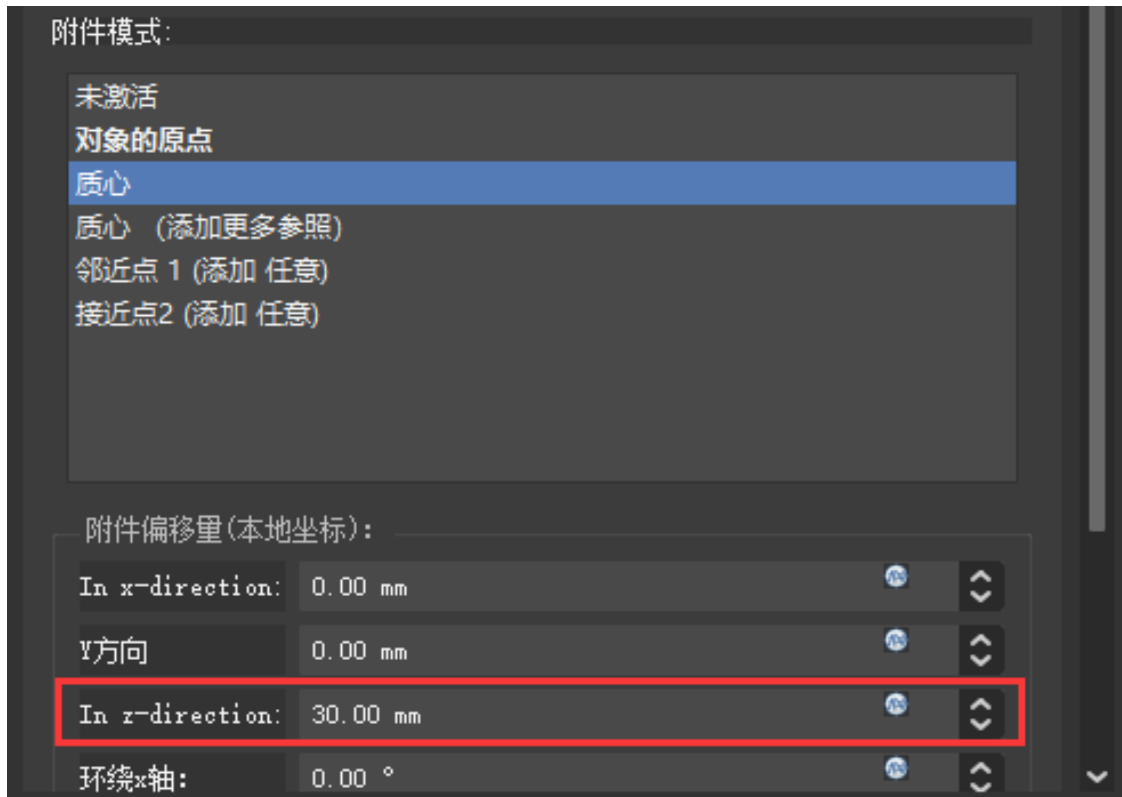 附件模式:
未激活
对象的原点
质心
质心 (添加更多参照)
邻近点 1 (添加 任意)
接近点2 (添加 任意)
附件偏移量(本地坐标):
In x-direction: 0.00 mm
Y方向 0.00 mm
In z-direction: 30.00 mm
环绕x轴: 0.00 °